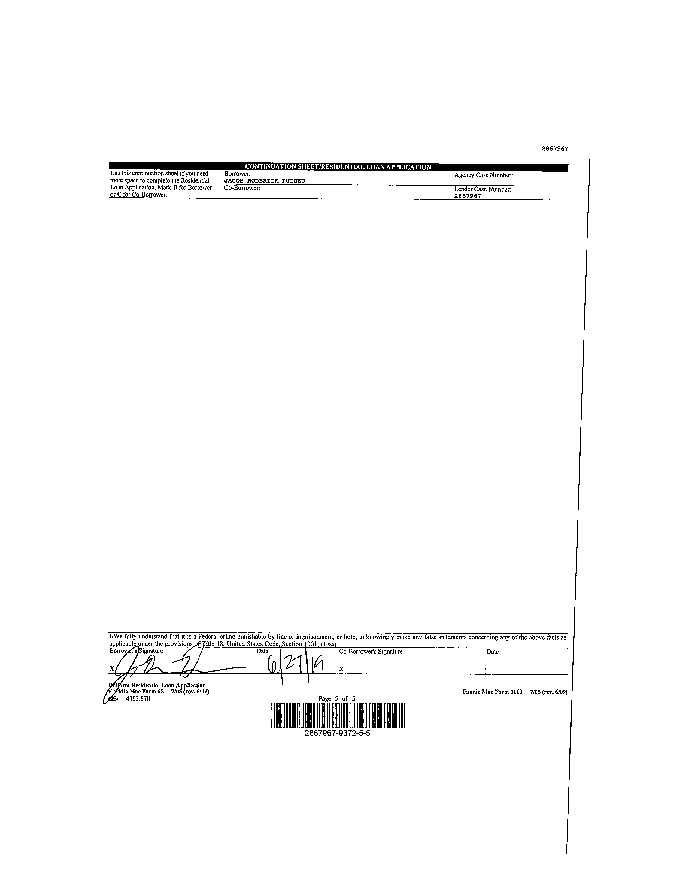 2867967
CONTINUATION SHEET/RESIDENTIAL LOAN APPLICATION
Use this continuation sheet if you need
more space to complete the Residential
Loan Application. Mark B for Borrower
or C for Co-Borrower.
Borrower:
JACOB RODERICK
Co-Borrower:
Agency Case Number:
Lender Case Number:
2867967
I/We fully understand that it is a Federal crime punishable by fine or imprisonment, or both, to knowingly make any false statements concerning any of the above facts as
applicable under the provisions of Title 18, United States Code, Section 1001, et seq.
Borrower's Signature
Date
Co-Borrower's Signature
Date
X
6/27/19
X
Uniform Residential Loan Application
Freddie Mac Form 65 7/05 (rev. 6/09)
Page 5 of 5
Fannie Mae Form 1003 7/05 (rev. 6/09)
2867967-9372-5-5